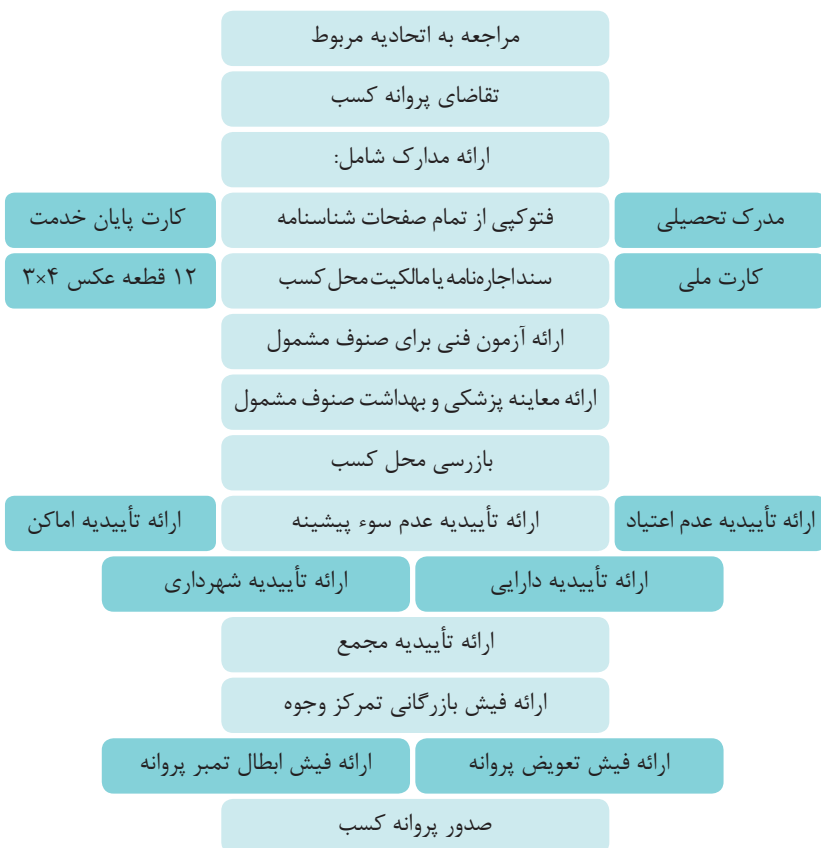 مراجعه به اتحادیه مربوط
تقاضای پروانه کسب
ارائه مدارک شامل:
مدرک تحصیلی
فتوکپی از تمام صفحات شناسنامه
کارت پایان خدمت
کارت ملی
سند اجاره‌نامه یا مالکیت محل کسب
۱۲ قطعه عکس ۴×۳
ارائه آزمون فنی برای صنوف مشمول
ارائه معاینه پزشکی و بهداشت صنوف مشمول
بازرسی محل کسب
ارائه تأییدیه عدم اعتیاد
ارائه تأییدیه عدم سوء پیشینه
ارائه تأییدیه اماکن
ارائه تأییدیه دارایی
ارائه تأییدیه شهرداری
ارائه تأییدیه مجمع
ارائه فیش بازرگانی تمرکز وجوه
ارائه فیش تعویض پروانه
ارائه فیش ابطال تمبر پروانه
صدور پروانه کسب